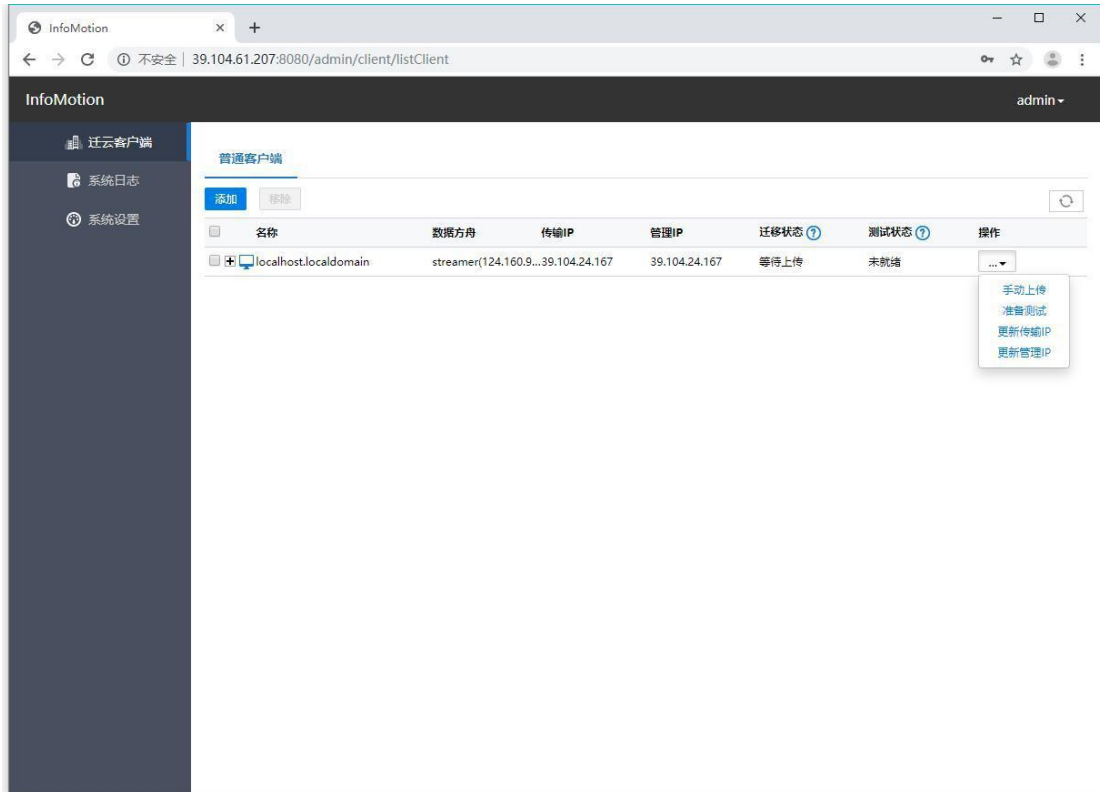 InfoMotion
不安全 39.104.61.207:8080/admin/client/listClient
InfoMotion admin
迁云客户端
系统日志
系统设置
普通客户端
添加 移除
名称 数据方舟 传输IP 管理IP 迁移状态 ? 测试状态 ? 操作
localhost.localdomain streamer(124.160.9... 39.104.24.167 39.104.24.167 等待上传 未就绪 ...
手动上传
准备测试
更新传输IP
更新管理IP